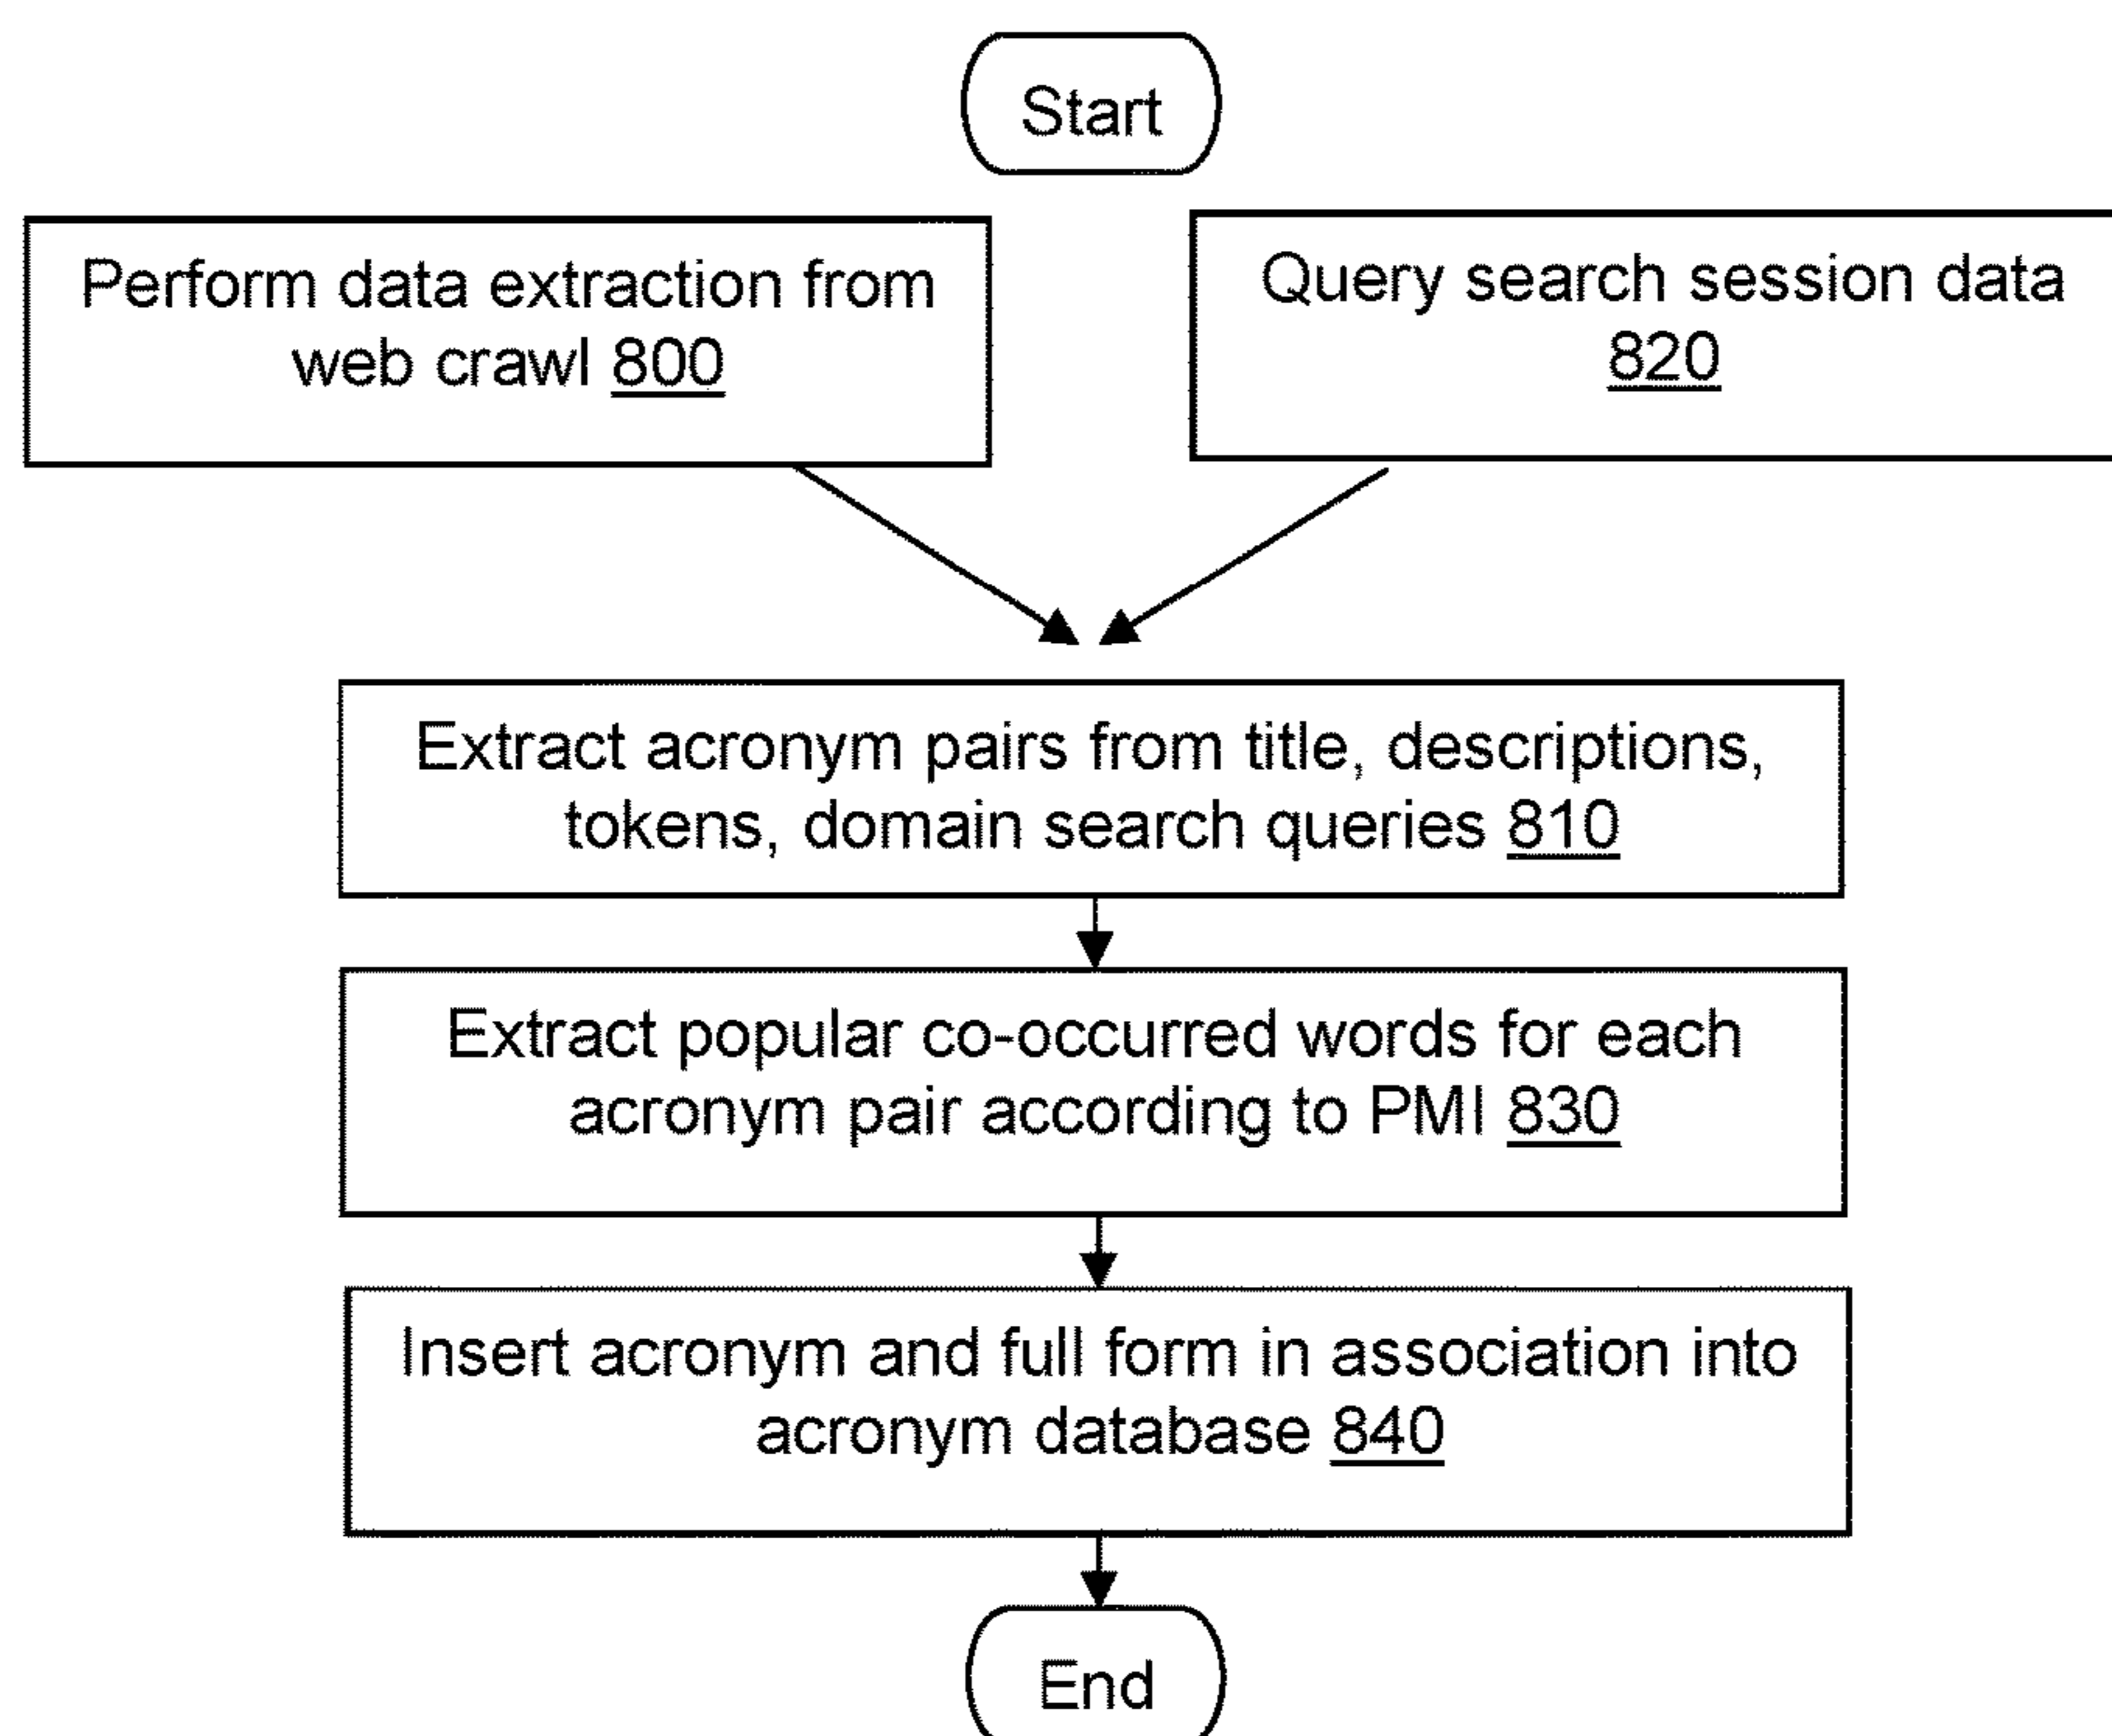 Start
Perform data extraction from
web crawl 800
Query search session data
820
Extract acronym pairs from title, descriptions,
tokens, domain search queries 810
Extract popular co-occurred words for each
acronym pair according to PMI 830
Insert acronym and full form in association into
acronym database 840
End